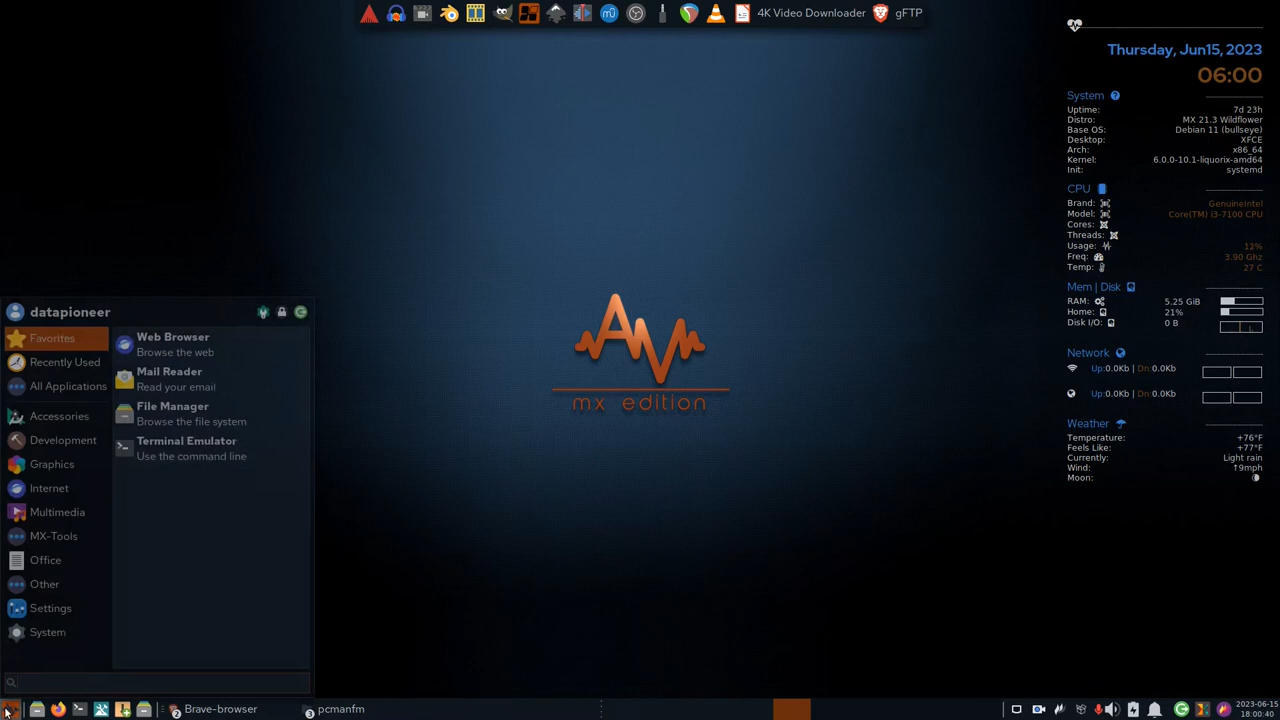 4K Video Downloader gFTP
Thursday, Jun15, 2023
06:00
System
Uptime: 7d 23h
Distro: MX 21.3 Wildflower
Base OS: Debian 11 (bullseye)
Desktop: XFCE
Arch: x86_64
Kernel: 6.0.0-10.1-liquorix-amd64
Init: systemd
CPU
Brand: GenuineIntel
Model: Core(TM) i3-7100 CPU
Cores:
Threads:
Usage: 12%
Freq: 3.90 Ghz
Temp: 27 C
Mem | Disk
RAM: 5.25 GiB
Home: 21%
Disk I/O: 0 B
Network
Up:0.0Kb | Dn:0.0Kb
Up:0.0Kb | Dn:0.0Kb
Weather
Temperature: +76°F
Feels Like: +77°F
Currently: Light rain
Wind: ↑9mph
Moon:
AV
mx edition
datapioneer
Favorites
Recently Used
All Applications
Accessories
Development
Graphics
Internet
Multimedia
MX-Tools
Office
Other
Settings
System
Web Browser
Browse the web
Mail Reader
Read your email
File Manager
Browse the file system
Terminal Emulator
Use the command line
2 Brave-browser
3 pcmanfm
2023-06-15
18:00:40